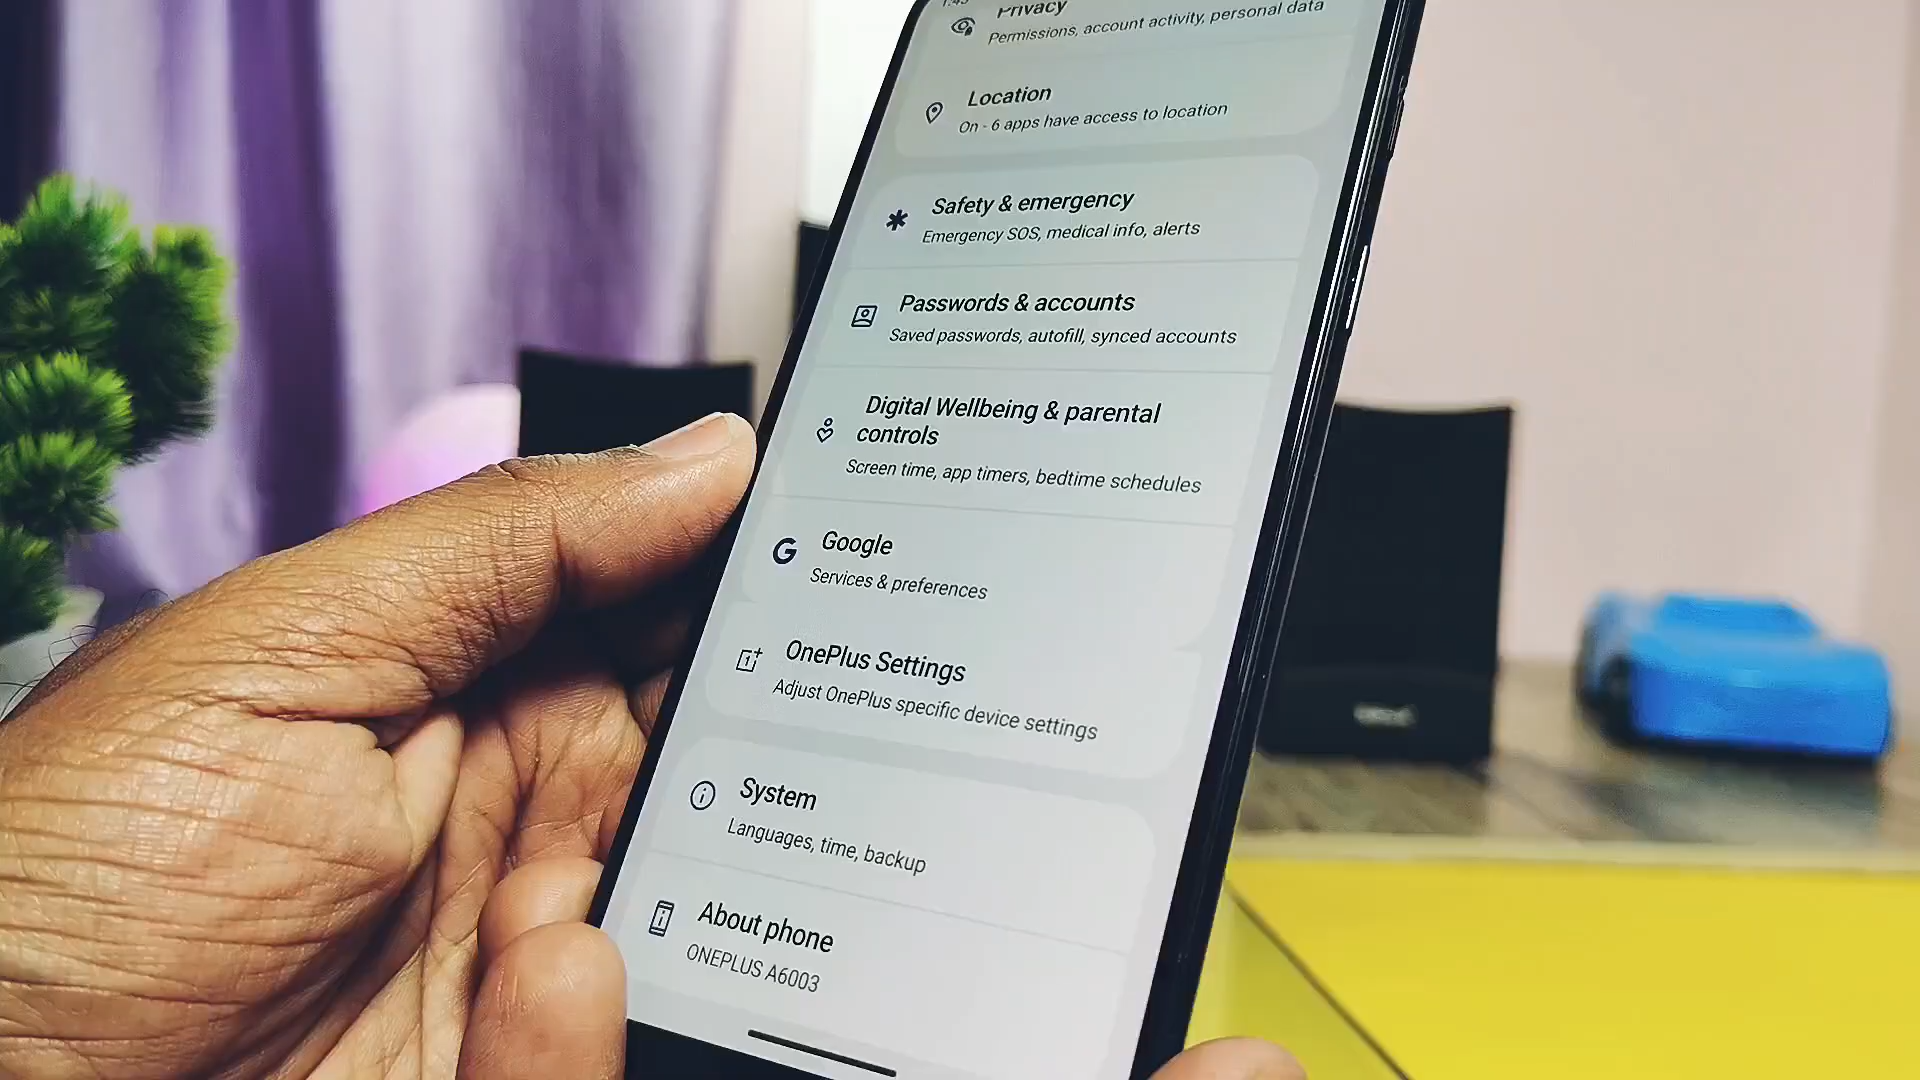 Privacy
Permissions, account activity, personal data
Location
On - 6 apps have access to location
Safety & emergency
Emergency SOS, medical info, alerts
Passwords & accounts
Saved passwords, autofill, synced accounts
Digital Wellbeing & parental
controls
Screen time, app timers, bedtime schedules
Google
Services & preferences
OnePlus Settings
Adjust OnePlus specific device settings
System
Languages, time, backup
About phone
ONEPLUS A6003